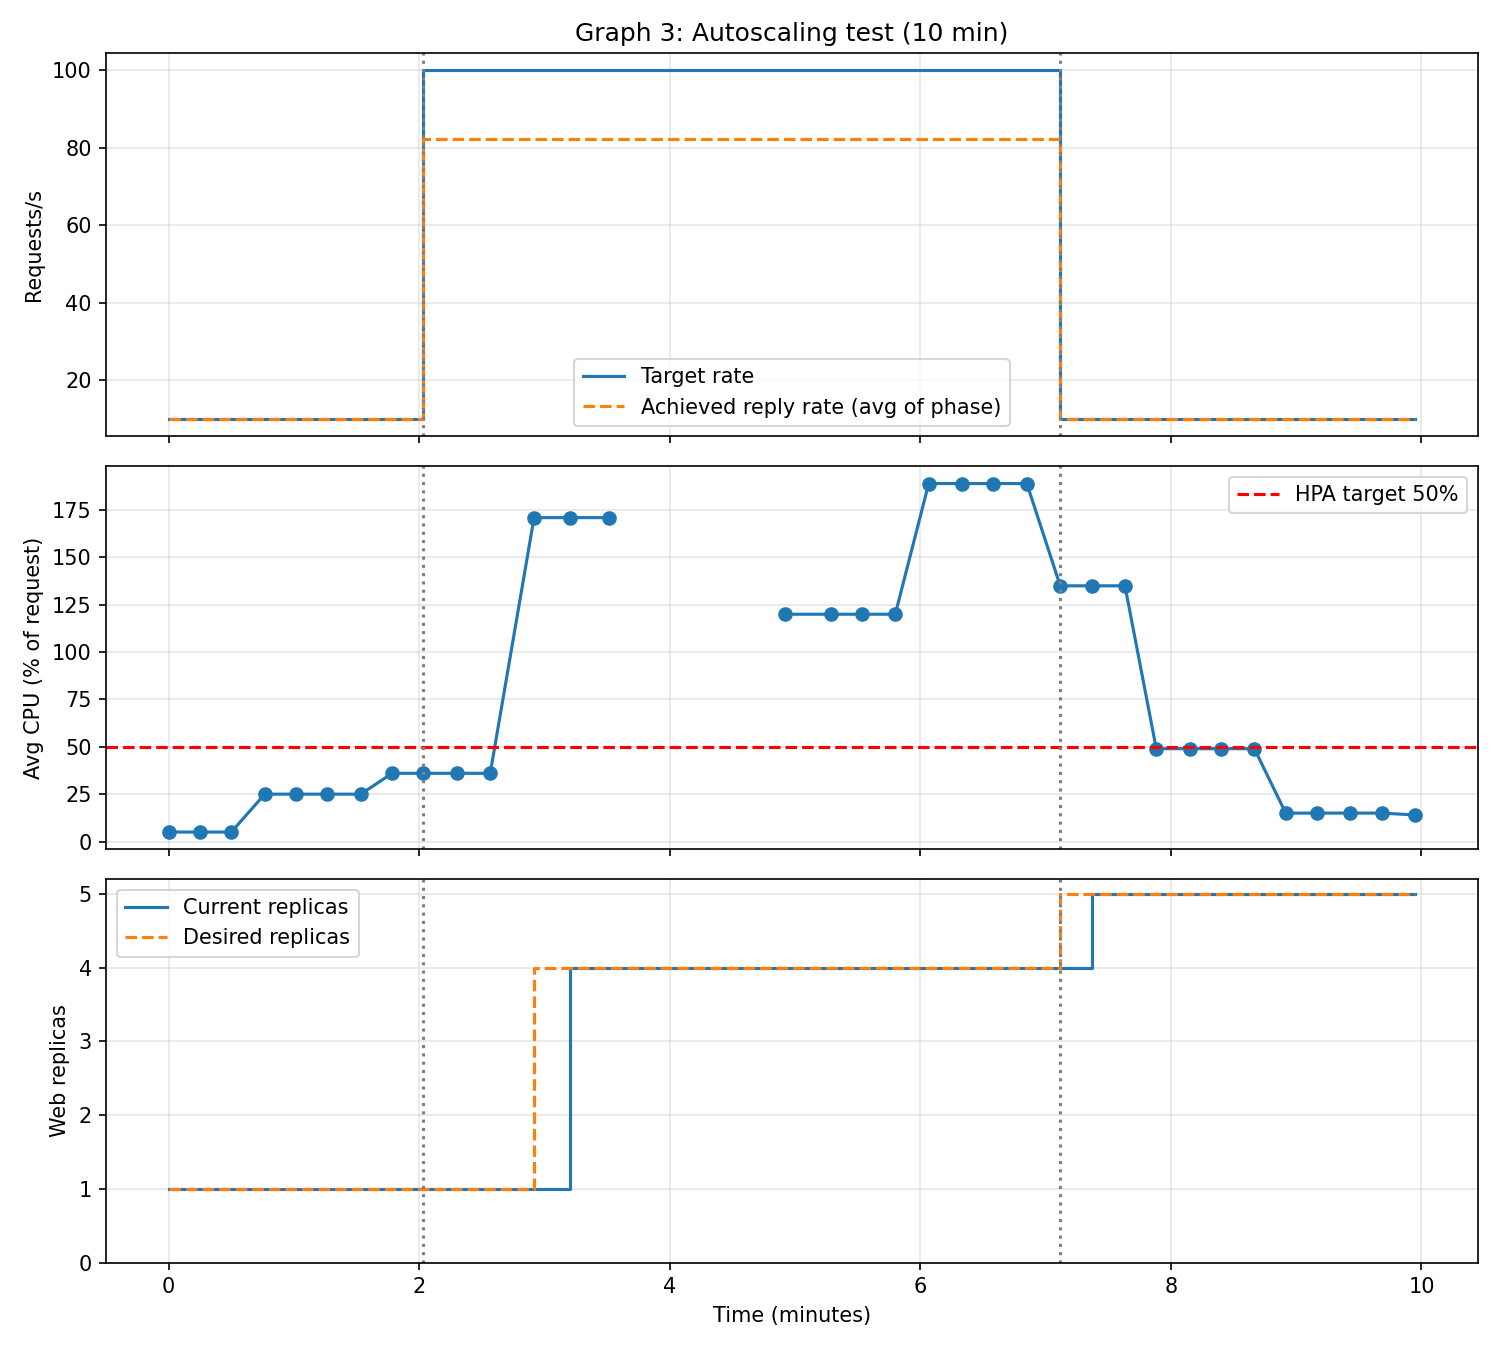 Graph 3: Autoscaling test (10 min)
100
80
60
40
20
Requests/s
Target rate
Achieved reply rate (avg of phase)
175
150
125
100
75
50
25
0
Avg CPU (% of request)
HPA target 50%
5
4
3
2
1
0
Web replicas
Current replicas
Desired replicas
0 2 4 6 8 10
Time (minutes)